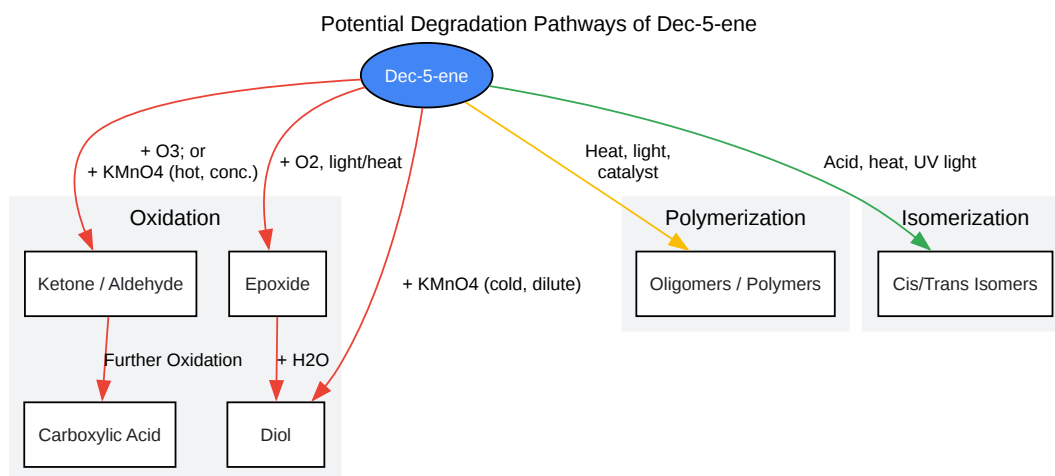 Potential Degradation Pathways of Dec-5-ene
Dec-5-ene
+ O3; or
+ KMnO4 (hot, conc.)
+ O2, light/heat
Heat, light,
catalyst
Acid, heat, UV light
Oxidation
Polymerization
Isomerization
Ketone / Aldehyde
Epoxide
+ KMnO4 (cold, dilute)
Oligomers / Polymers
Cis/Trans Isomers
Further Oxidation
+ H2O
Carboxylic Acid
Diol